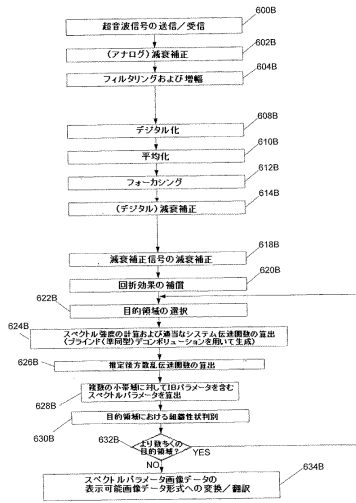 600B
超音波信号の送信／受信
602B
(アナログ)減衰補正
604B
フィルタリングおよび増幅
608B
デジタル化
610B
平均化
612B
フォーカシング
614B
(デジタル)減衰補正
618B
減衰補正信号の減衰補正
620B
回折効果の補償
622B
目的領域の選択
624B
スペクトル強度の計算および適当なシステム伝達関数の算出
(ブラインド(準同型)デコンボリューションを用いて生成)
626B
推定後方散乱伝達関数の算出
複数の小帯域に対してIBパラメータを含む
スペクトルパラメータを算出
628B
目的領域における組織性状判別
630B
632B
より数多くの
目的領域?
YES
NO
634B
スペクトルパラメータ画像データの
表示可能画像データ形式への変換／翻訳